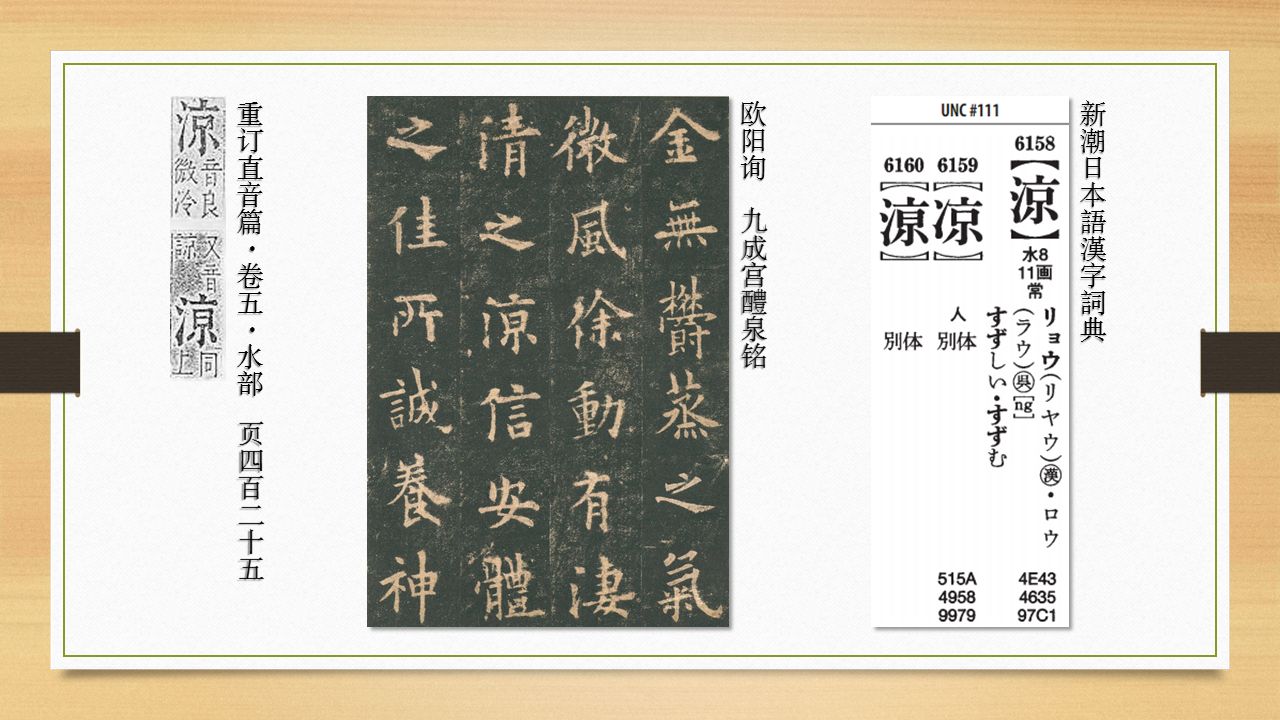 新潮日本語漢字詞典
UNC #111
6158
【涼】
水8
11画
常
リョウ(リヤウ)漢・ロウ
(ラウ)呉[ng]
すずしい・すずむ
4E43
4635
97C1
6159
【凉】
人
別体
515A
4958
9979
6160
別体
欧阳询 九成宫醴泉铭
金無欝蒸之氣
微風徐動有淒
清之涼信安體
之佳所誠養神
重订直音篇·卷五·水部 页四百二十五
涼
音良
微冷
又音
諒
涼
同
上